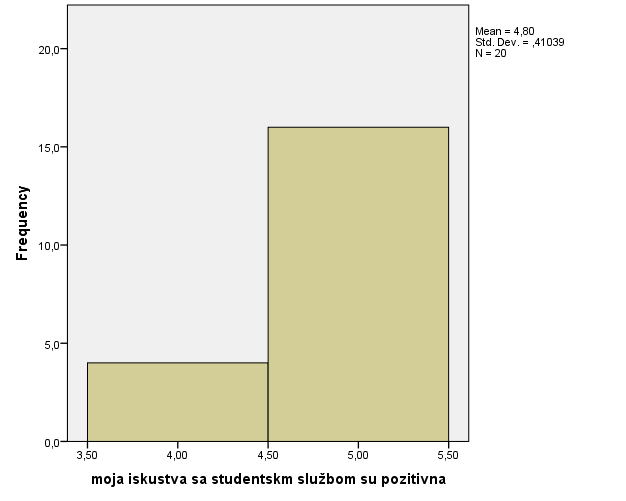 Mean = 4,80
Std. Dev. = ,41039
N = 20
20,0
15,0
10,0
5,0
0,0
Frequency
3,50 4,00 4,50 5,00 5,50
moja iskustva sa studentskm službom su pozitivna